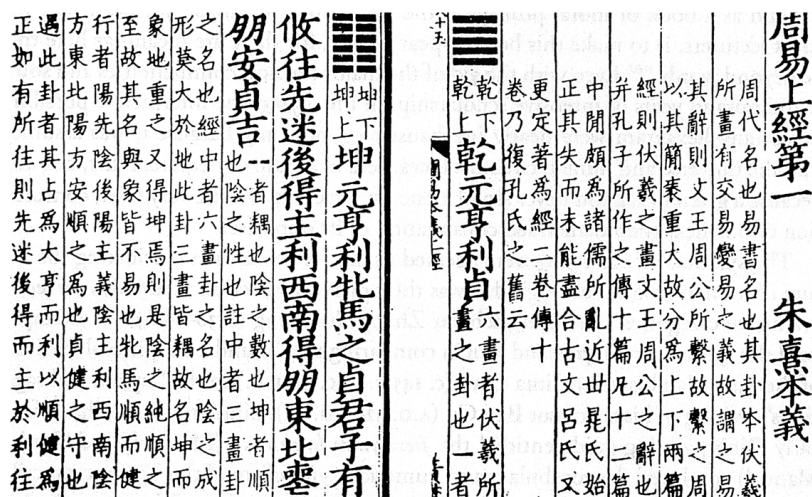 周易上經第一　朱熹本義
周代名也易書名也其卦本伏羲
所畫有交易變易之義故謂之易
其辭則文王周公所繫故繫之周
以其簡袠重大故分爲上下兩篇
經則伏羲之畫文王周公之辭也
并孔子所作之傳十篇凡十二篇
中閒頗爲諸儒所亂近世晁氏始
正其失而未能盡合古文呂氏又
更定著爲經二卷傳十
卷乃復孔氏之舊云
䷀ 乾下
乾上
乾元亨利貞
六畫者伏羲所
畫之卦也
䷁ 坤下
坤上
坤元亨利牝馬之貞君子有
攸往先迷後得主利西南得朋東北喪
朋安貞吉
⚋者耦也陰之數也坤者順
也陰之性也註中者三畫卦
之名也經中者六畫卦之名也陰之成
形莫大於地此卦三畫皆耦故名坤而
象地重之又得坤焉則是陰之純順之
至故其名與象皆不易也牝馬順而健
行者陽先陰後陽主義陰主利西南陰
方東北陽方安順之爲也貞健之守也
遇此卦者其占爲大亨而利以順健爲
正如有所往則先迷後得而主於利往